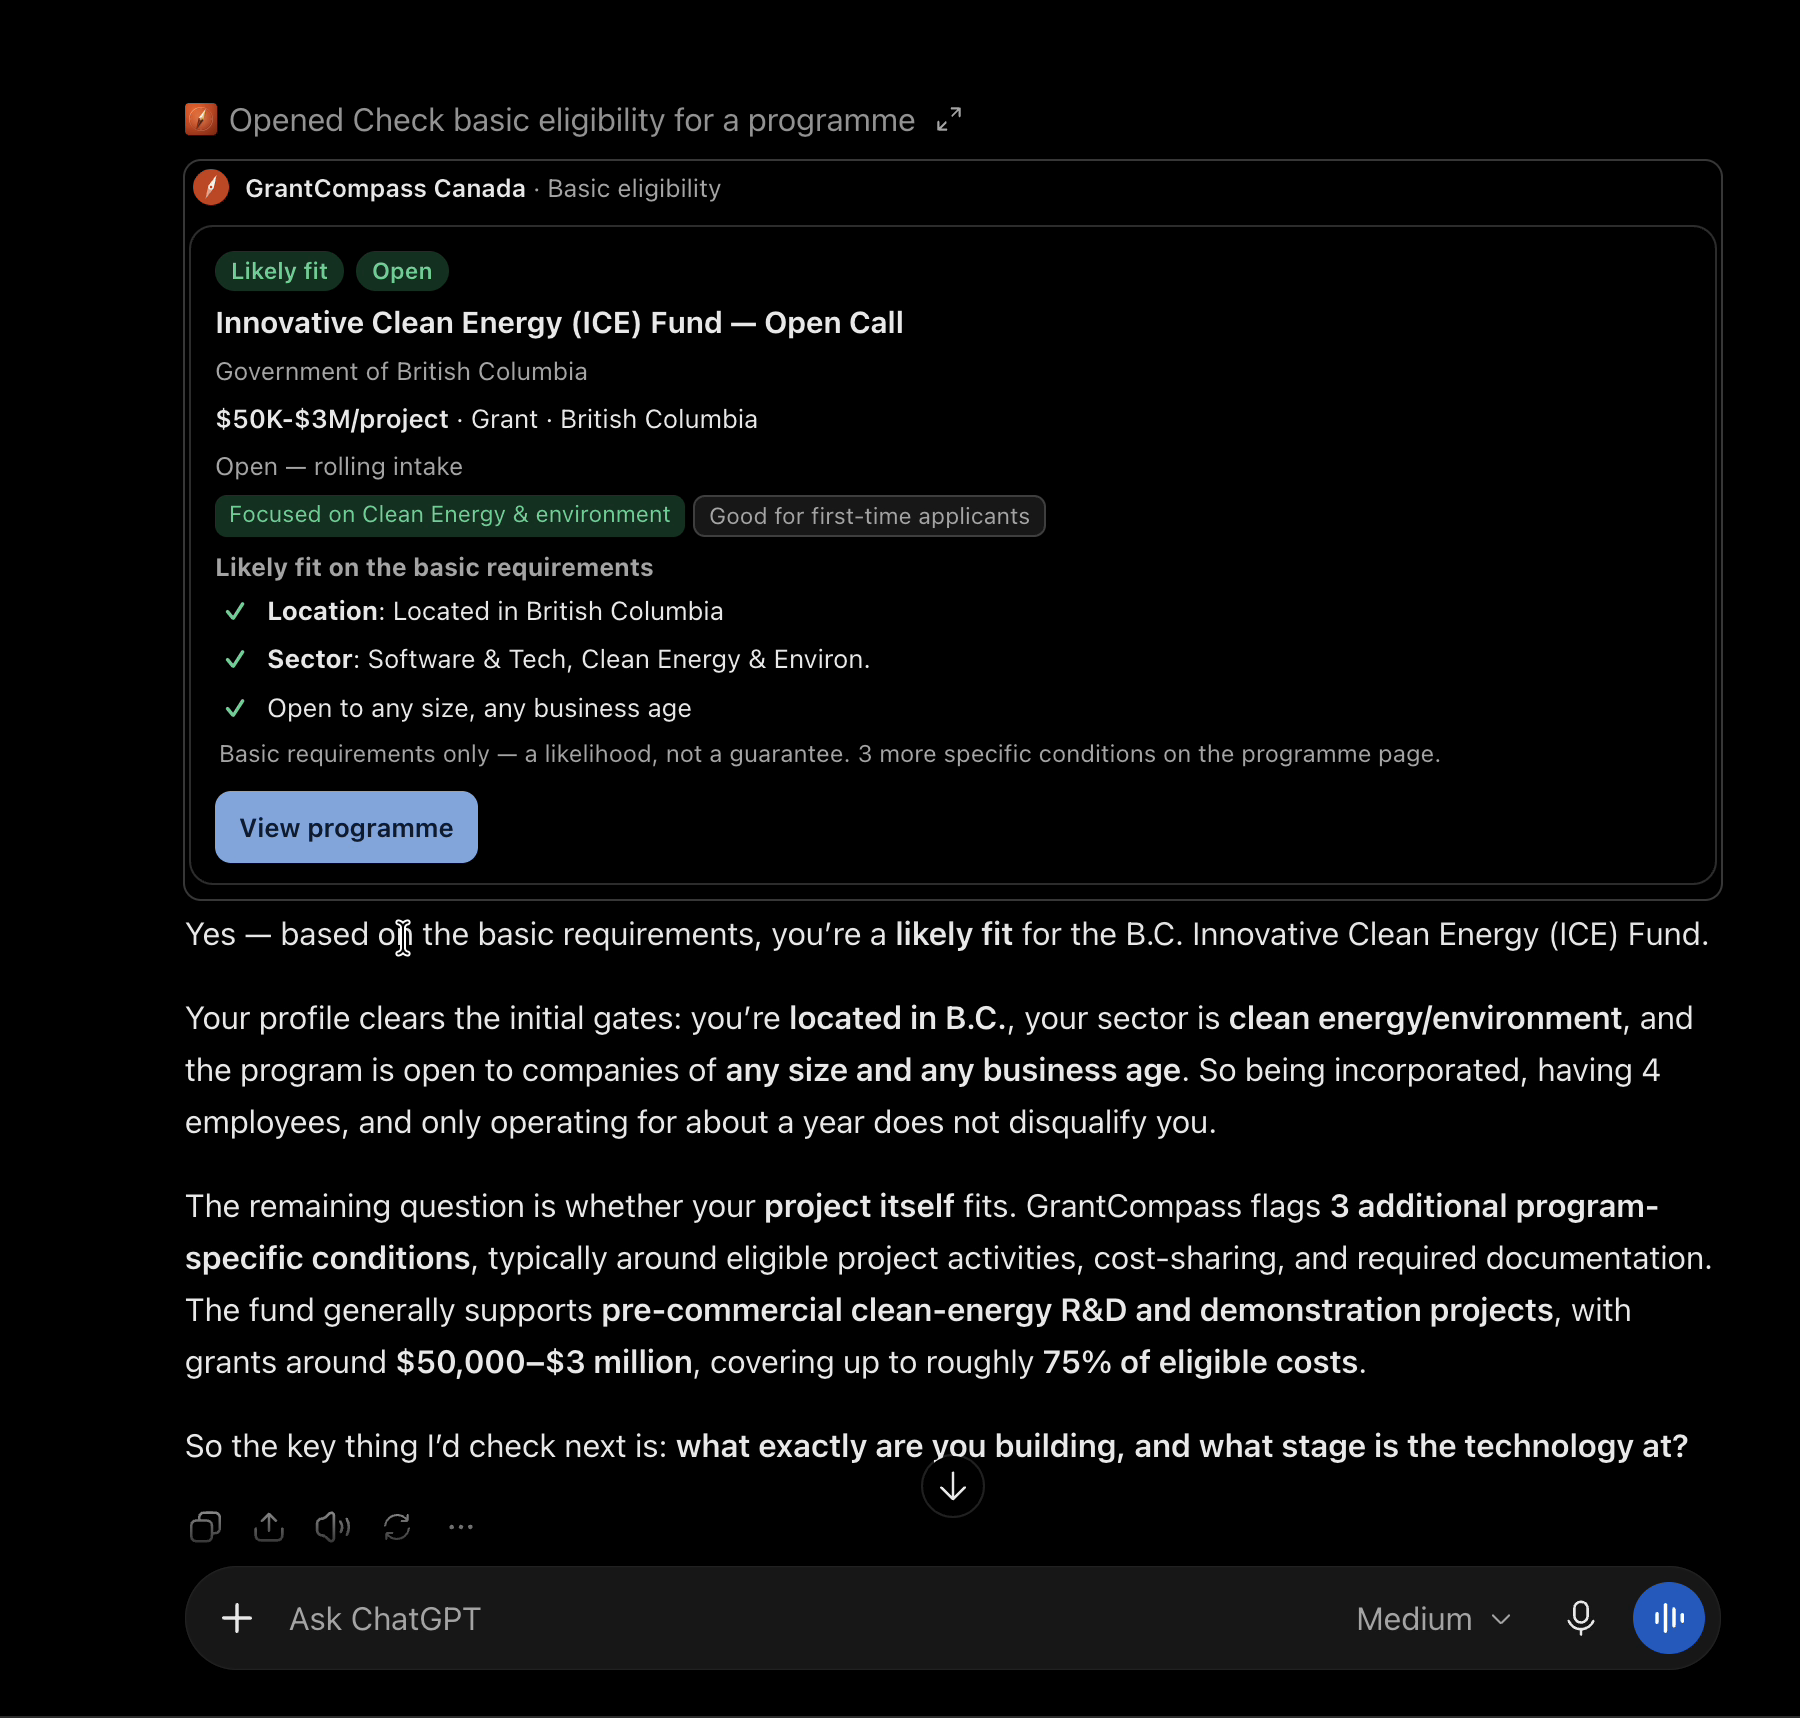 Opened Check basic eligibility for a programme
GrantCompass Canada · Basic eligibility
Likely fit Open
Innovative Clean Energy (ICE) Fund — Open Call
Government of British Columbia
$50K-$3M/project · Grant · British Columbia
Open — rolling intake
Focused on Clean Energy & environment Good for first-time applicants
Likely fit on the basic requirements
Location: Located in British Columbia
Sector: Software & Tech, Clean Energy & Environ.
Open to any size, any business age
Basic requirements only — a likelihood, not a guarantee. 3 more specific conditions on the programme page.
View programme
Yes — based on the basic requirements, you’re a likely fit for the B.C. Innovative Clean Energy (ICE) Fund.
Your profile clears the initial gates: you’re located in B.C., your sector is clean energy/environment, and
the program is open to companies of any size and any business age. So being incorporated, having 4
employees, and only operating for about a year does not disqualify you.
The remaining question is whether your project itself fits. GrantCompass flags 3 additional program-
specific conditions, typically around eligible project activities, cost-sharing, and required documentation.
The fund generally supports pre-commercial clean-energy R&D and demonstration projects, with
grants around $50,000–$3 million, covering up to roughly 75% of eligible costs.
So the key thing I’d check next is: what exactly are you building, and what stage is the technology at?
Ask ChatGPT Medium